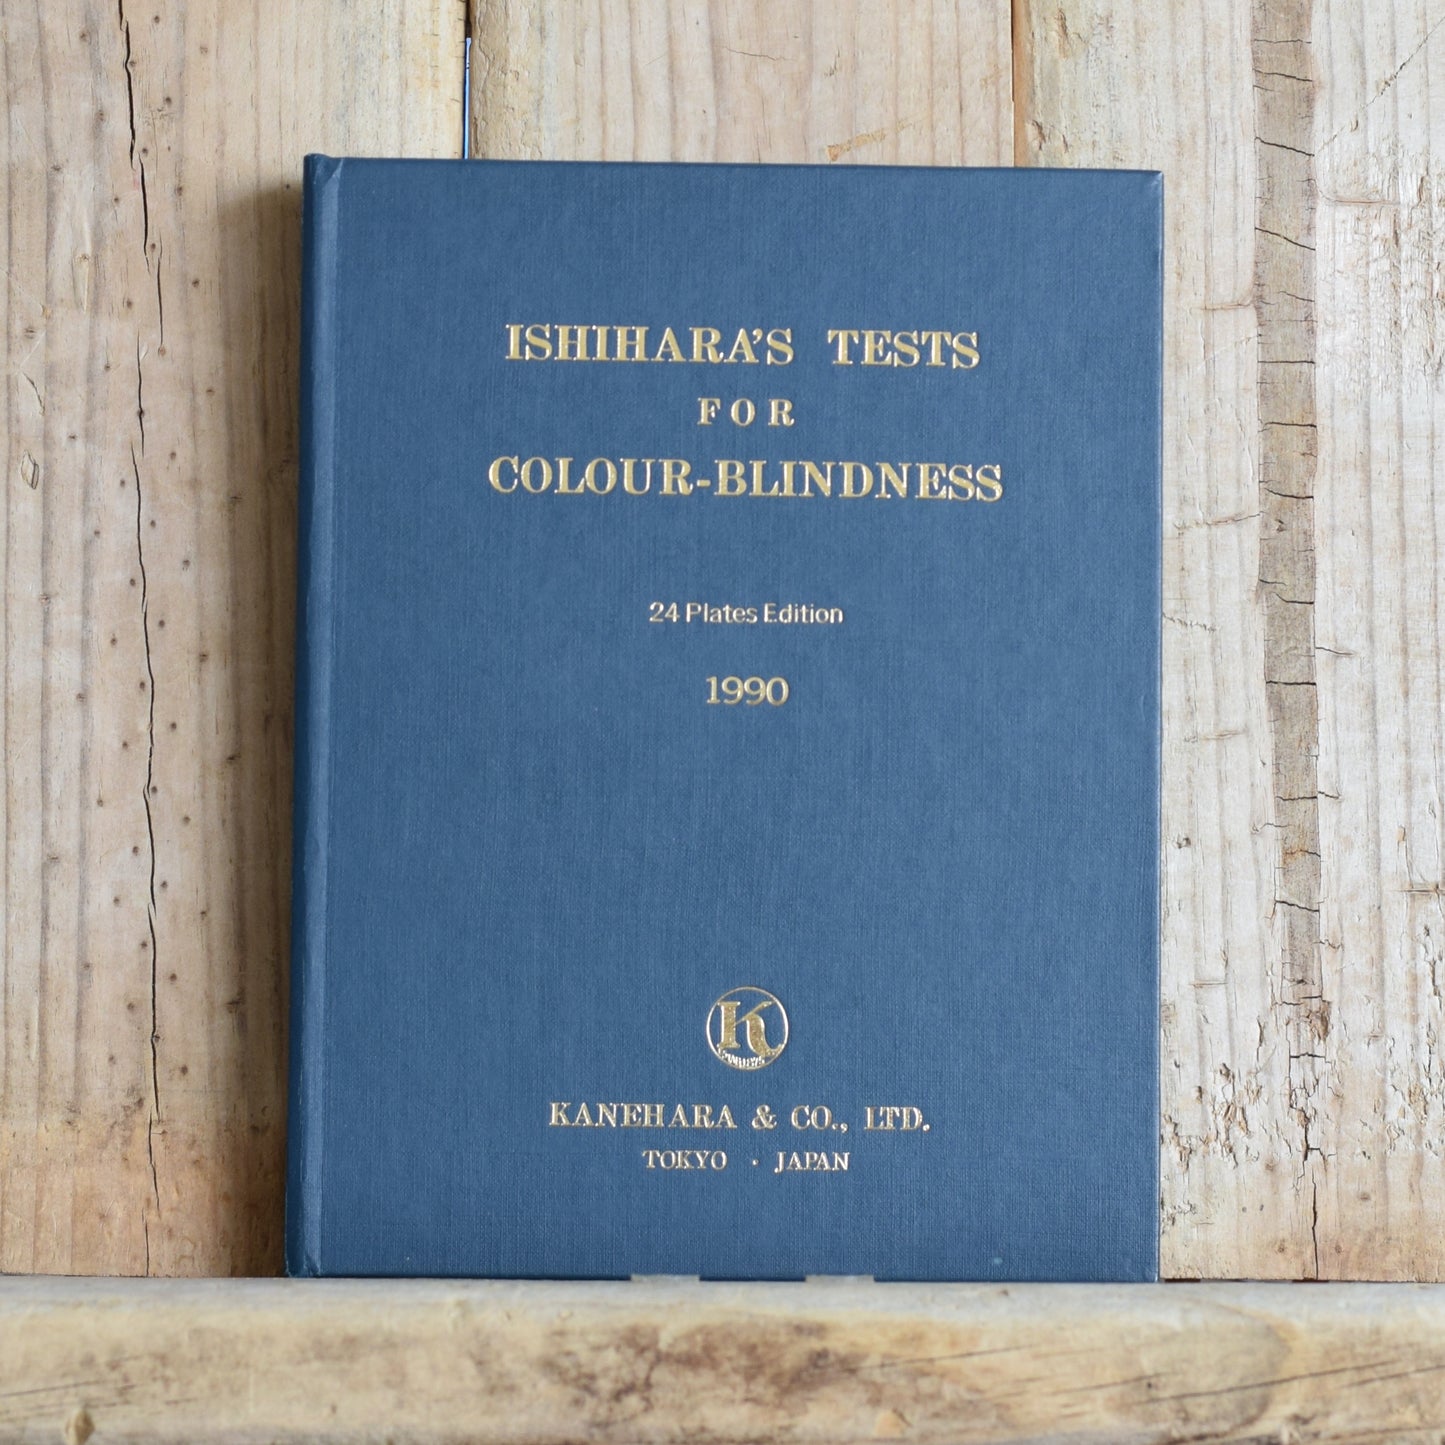 ISHIHARA'S TESTS
FOR
COLOUR-BLINDNESS
24 Plates Edition
1990
K
KANEHARA & CO., LTD.
TOKYO · JAPAN